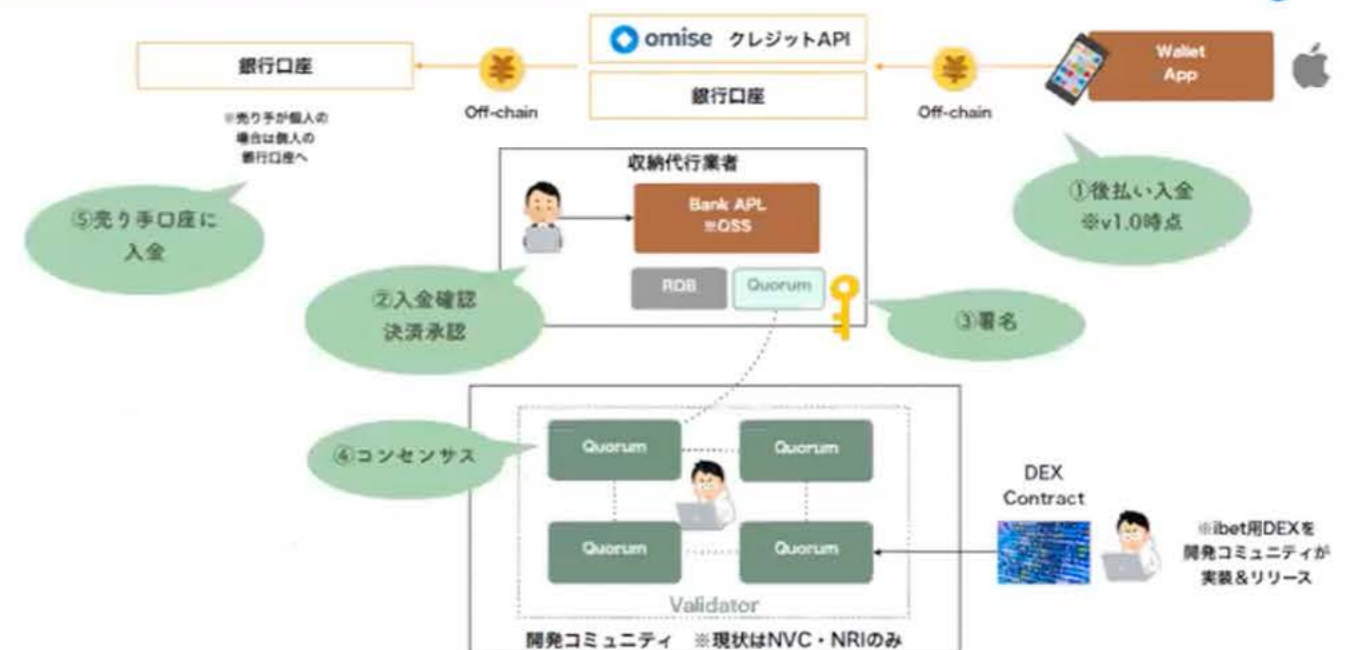 omise クレジットAPI
銀行口座
銀行口座
Wallet
App
Off-chain
Off-chain
※売り手が個人の
場合は個人の
銀行口座へ
①後払い入金
※v1.0時点
収納代行業者
Bank APL
※OSS
⑤売り手口座に
入金
RDB
Quorum
②入金確認
決済承認
③署名
④コンセンサス
Quorum
Quorum
DEX
Contract
Quorum
Quorum
※ibet用DEXを
開発コミュニティが
実装&リリース
Validator
開発コミュニティ ※現状はNVC・NRIのみ